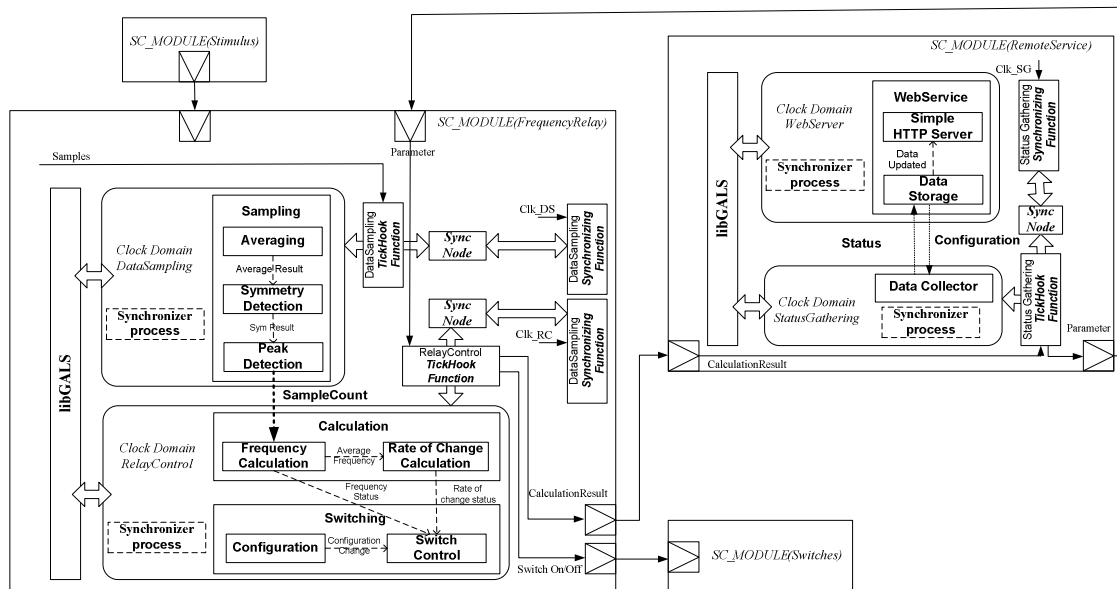 SC_MODULE(Stimulus)
SC_MODULE(FrequencyRelay)
Parameter
Samples
libGALS
Clock Domain
DataSampling
Synchronizer
process
Sampling
Averaging
Average Result
Symmetry
Detection
Sym Result
Peak
Detection
DataSampling
TickHook
Function
Sync
Node
Clk_DS
DataSampling
Synchronizing
Function
Sync
Node
Clk_RC
DataSampling
Synchronizing
Function
RelayControl
TickHook
Function
SampleCount
Clock Domain
RelayControl
Synchronizer
process
Calculation
Frequency
Calculation
Average
Frequency
Rate of Change
Calculation
Frequency
Status
Rate of
change status
Switching
Configuration
Configuration
Change
Switch
Control
CalculationResult
Switch On/Off
SC_MODULE(RemoteService)
Clk_SG
libGALS
Clock Domain
WebServer
Synchronizer
process
WebService
Simple
HTTP Server
Data
Updated
Data
Storage
Status Gathering
Synchronizing
Function
Sync
Node
Status
Configuration
Clock Domain
StatusGathering
Data Collector
Synchronizer
process
Status Gathering
TickHook
Function
Parameter
CalculationResult
SC_MODULE(Switches)